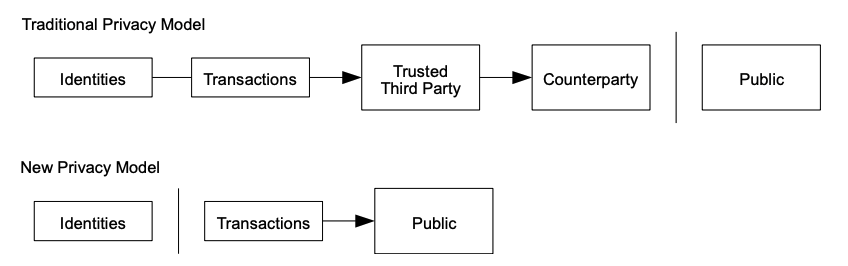 Traditional Privacy Model
Identities
Transactions
Trusted
Third Party
Counterparty
Public
New Privacy Model
Identities
Transactions
Public